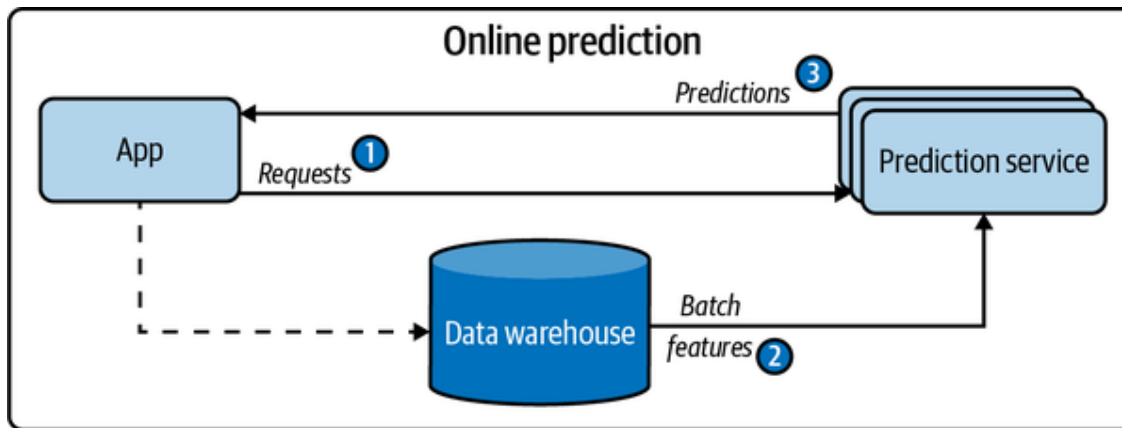 Online prediction
Predictions 3
App
Requests 1
Prediction service
Data warehouse
Batch
features 2